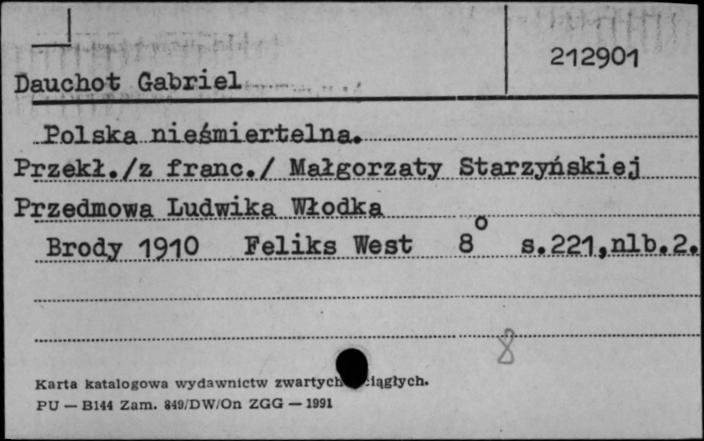 212901
Dauchot Gabriel
Polska nieśmiertelna.
Przekł./z franc./ Małgorzaty Starzyńskiej
Przedmowa Ludwika Włodka
Brody 1910 Feliks West 8° s.221,nlb.2.
8
Karta katalogowa wydawnictw zwartych
PU — B144 Zam. 849/DW/On ZGG — 1991